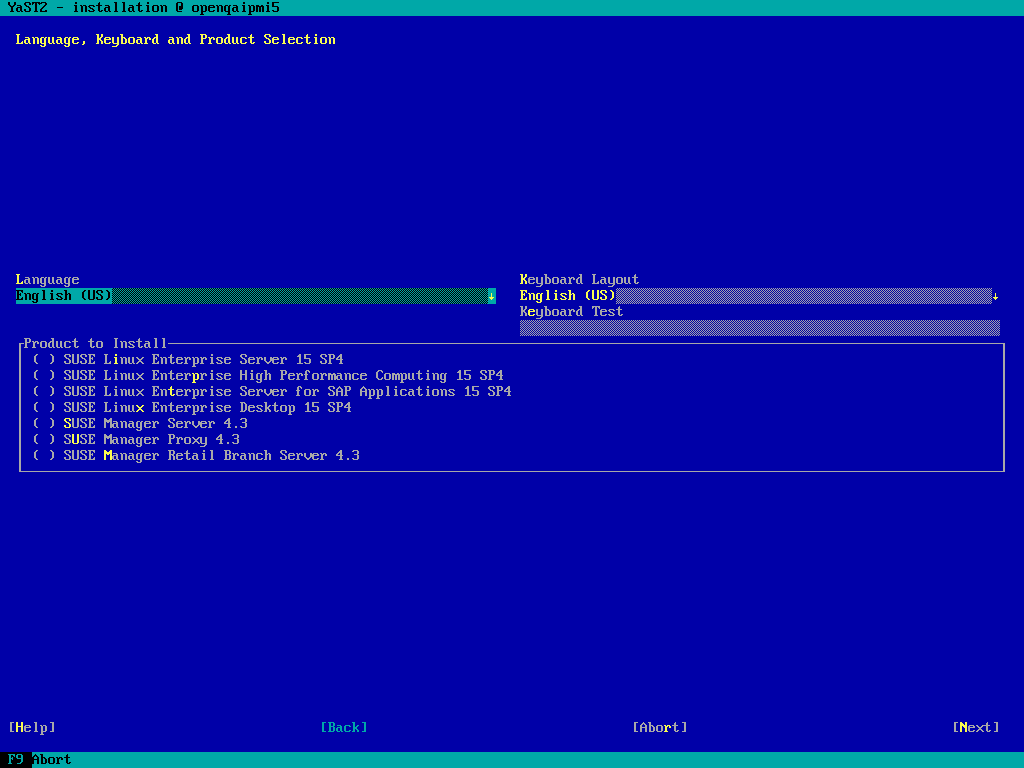 YaST2 - installation @ openqaipmi5
Language, Keyboard and Product Selection
Language
English (US)↓
Keyboard Layout
English (US)↓
Keyboard Test
Product to Install
( ) SUSE Linux Enterprise Server 15 SP4
( ) SUSE Linux Enterprise High Performance Computing 15 SP4
( ) SUSE Linux Enterprise Server for SAP Applications 15 SP4
( ) SUSE Linux Enterprise Desktop 15 SP4
( ) SUSE Manager Server 4.3
( ) SUSE Manager Proxy 4.3
( ) SUSE Manager Retail Branch Server 4.3
[Help] [Back] [Abort] [Next]
F9 Abort